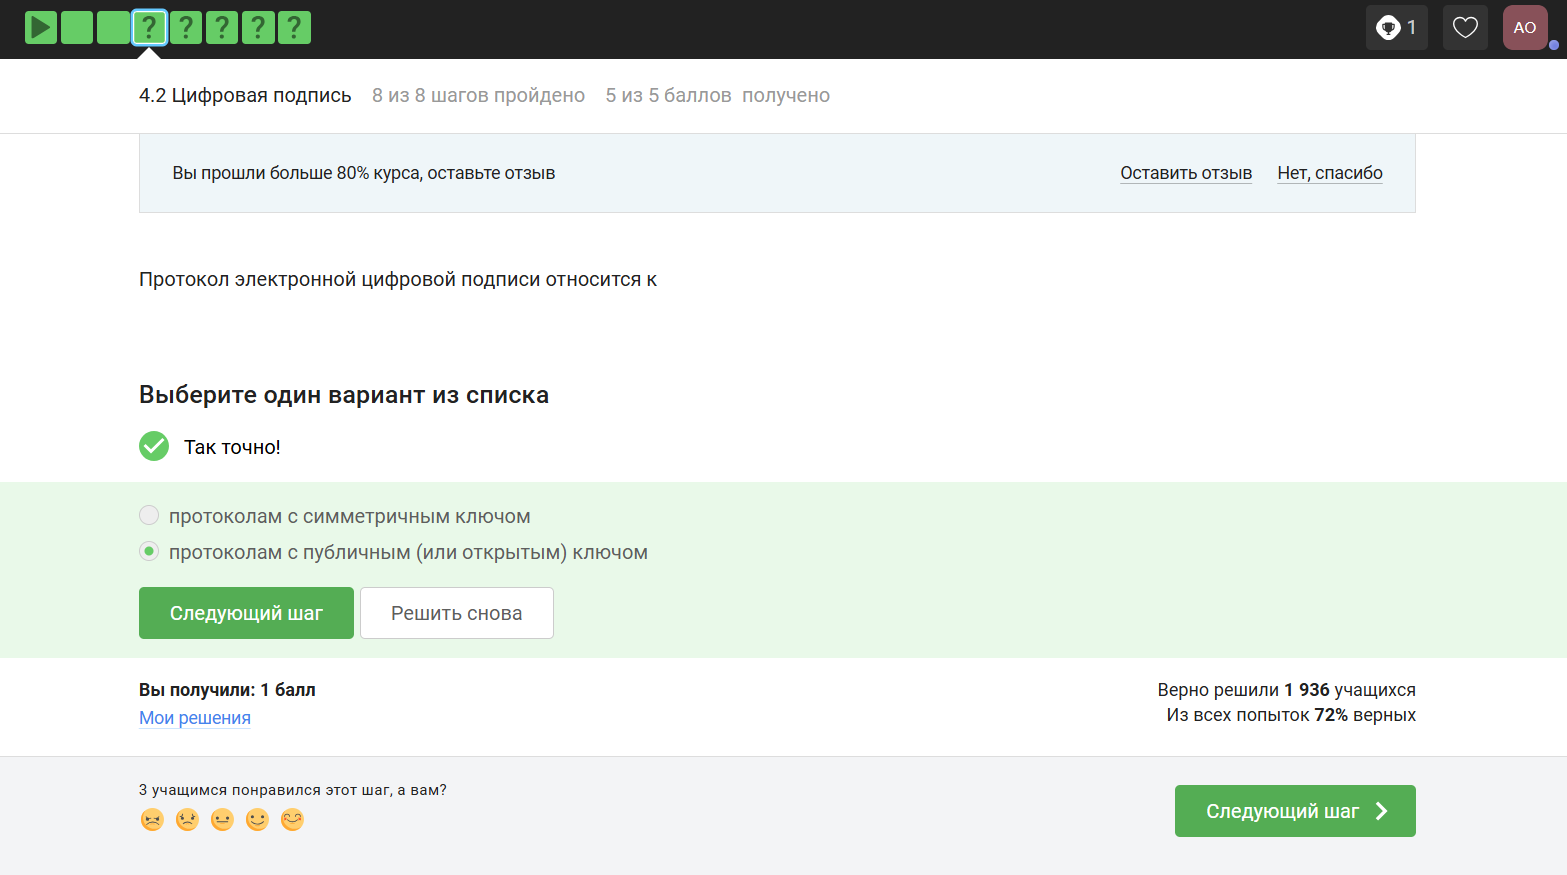 ? ? ? ? ?
1
АО
4.2 Цифровая подпись 8 из 8 шагов пройдено 5 из 5 баллов получено
Вы прошли больше 80% курса, оставьте отзыв Оставить отзыв Нет, спасибо
Протокол электронной цифровой подписи относится к
Выберите один вариант из списка
Так точно!
протоколам с симметричным ключом
протоколам с публичным (или открытым) ключом
Следующий шаг Решить снова
Вы получили: 1 балл
Мои решения
Верно решили 1 936 учащихся
Из всех попыток 72% верных
3 учащимся понравился этот шаг, а вам?
Следующий шаг